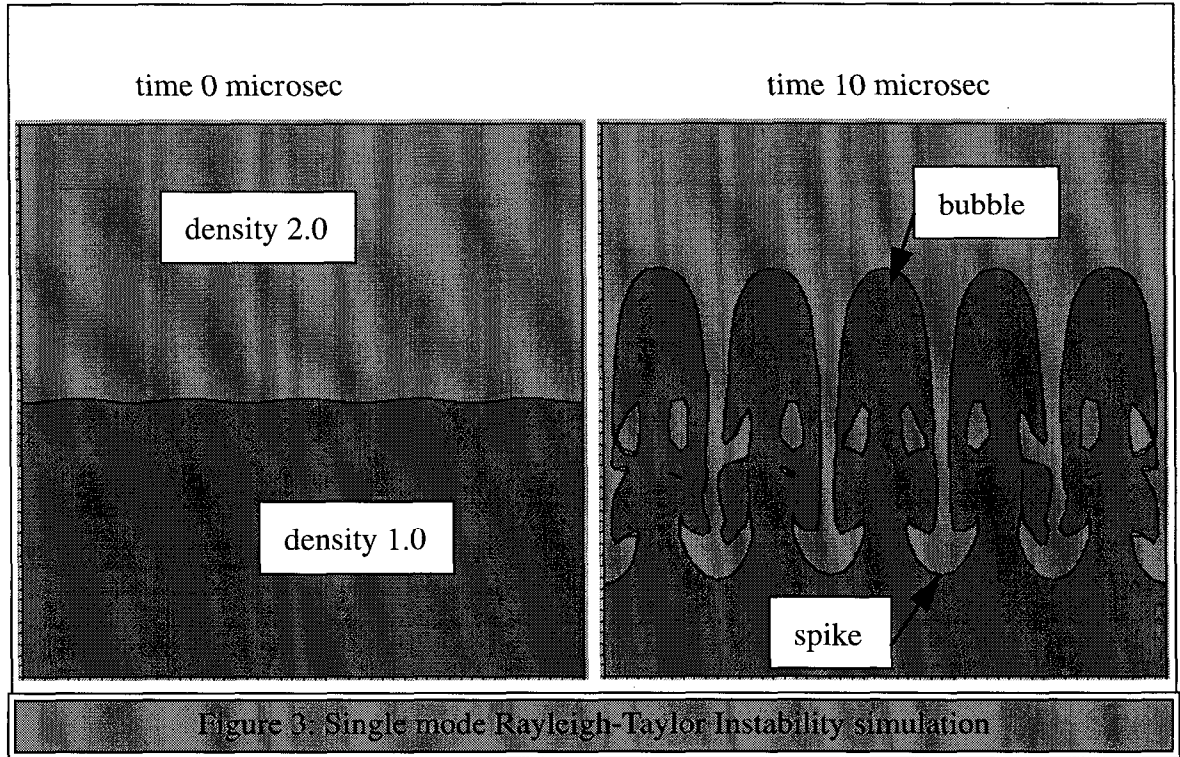 time 0 microsec
time 10 microsec
density 2.0
bubble
density 1.0
spike
Figure 3: Single mode Rayleigh-Taylor Instability simulation